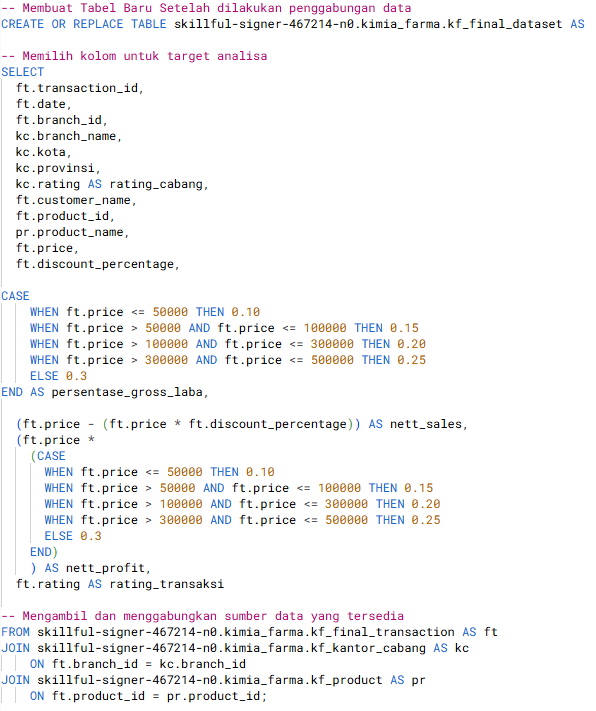 -- Membuat Tabel Baru Setelah dilakukan penggabungan data
CREATE OR REPLACE TABLE skillful-signer-467214-n0.kimia_farma.kf_final_dataset AS
-- Memilih kolom untuk target analisa
SELECT
ft.transaction_id,
ft.date,
ft.branch_id,
kc.branch_name,
kc.kota,
kc.provinsi,
kc.rating AS rating_cabang,
ft.customer_name,
ft.product_id,
pr.product_name,
ft.price,
ft.discount_percentage,
CASE
WHEN ft.price <= 50000 THEN 0.10
WHEN ft.price > 50000 AND ft.price <= 100000 THEN 0.15
WHEN ft.price > 100000 AND ft.price <= 300000 THEN 0.20
WHEN ft.price > 300000 AND ft.price <= 500000 THEN 0.25
ELSE 0.3
END AS persentase_gross_laba,
(ft.price - (ft.price * ft.discount_percentage)) AS nett_sales,
(ft.price *
(CASE
WHEN ft.price <= 50000 THEN 0.10
WHEN ft.price > 50000 AND ft.price <= 100000 THEN 0.15
WHEN ft.price > 100000 AND ft.price <= 300000 THEN 0.20
WHEN ft.price > 300000 AND ft.price <= 500000 THEN 0.25
ELSE 0.3
END)
) AS nett_profit,
ft.rating AS rating_transaksi
-- Mengambil dan menggabungkan sumber data yang tersedia
FROM skillful-signer-467214-n0.kimia_farma.kf_final_transaction AS ft
JOIN skillful-signer-467214-n0.kimia_farma.kf_kantor_cabang AS kc
ON ft.branch_id = kc.branch_id
JOIN skillful-signer-467214-n0.kimia_farma.kf_product AS pr
ON ft.product_id = pr.product_id;